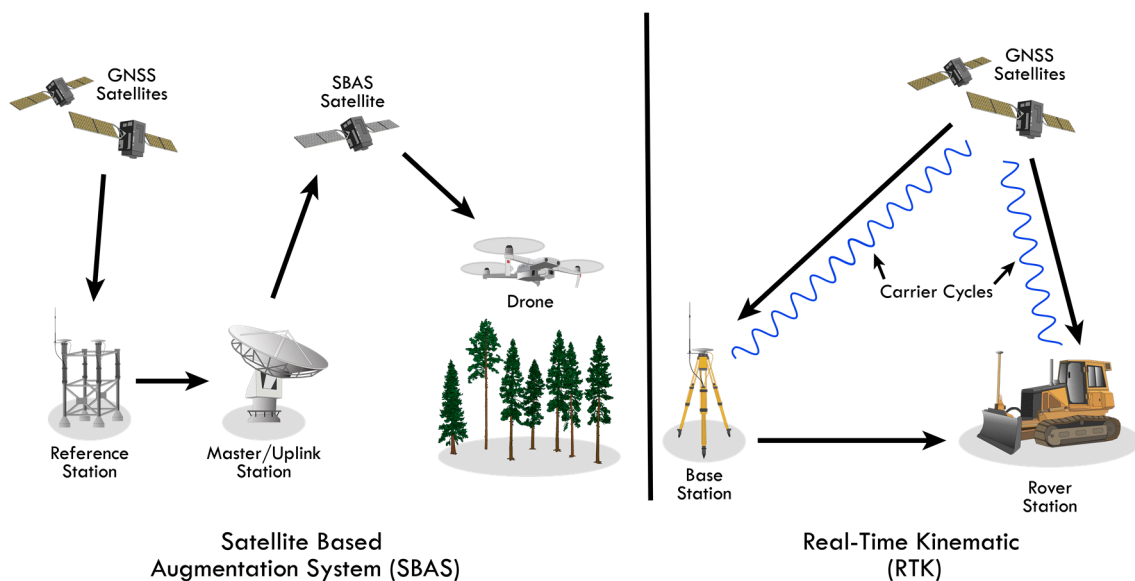 GNSS
Satellites
SBAS
Satellite
Drone
Reference
Station
Master/Uplink
Station
Satellite Based
Augmentation System (SBAS)
GNSS
Satellites
Carrier Cycles
Base
Station
Rover
Station
Real-Time Kinematic
(RTK)